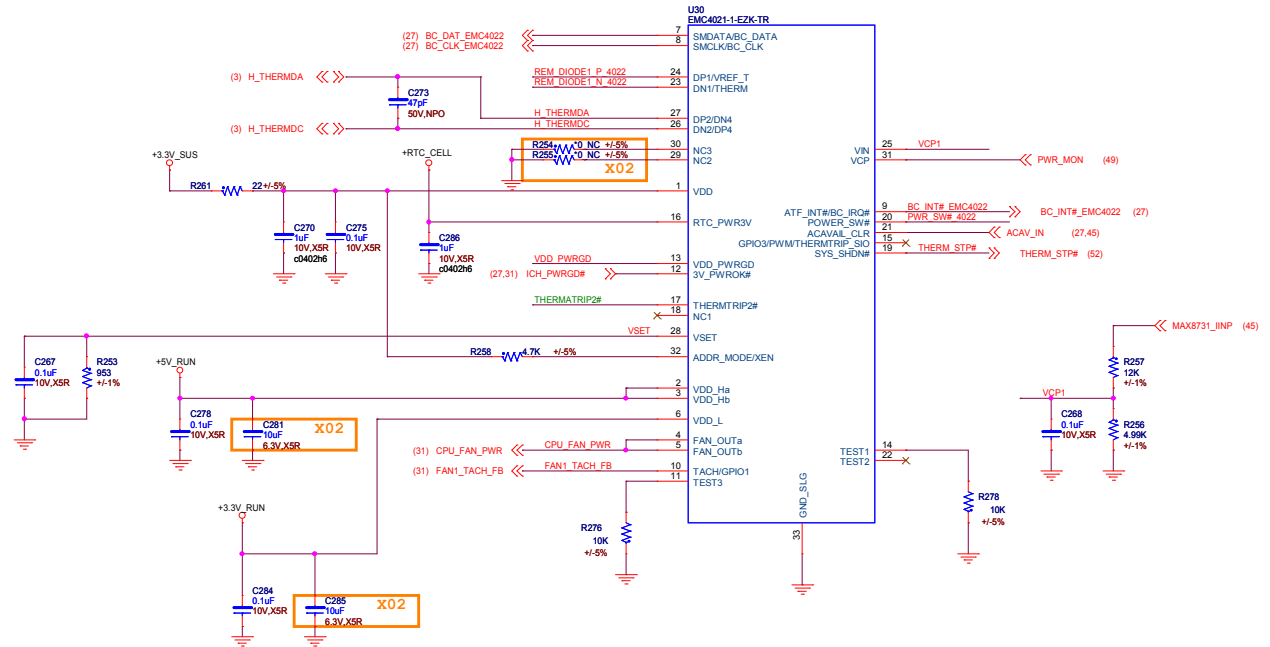 U30
EMC4021-1-EZK-TR
(27) BC_DAT_EMC4022
7
SMDATA/BC_DATA
(27) BC_CLK_EMC4022
8
SMCLK/BC_CLK
REM_DIODE1_P_4022
24
DP1/VREF_T
(3) H_THERMDA
REM_DIODE1_N_4022
23
DN1/THERM
C273
47pF
50V,NPO
H_THERMDA
27
DP2/DN4
(3) H_THERMDC
H_THERMDC
26
DN2/DP4
R254 *0_NC +/-5%
30
NC3
R255 *0_NC +/-5%
29
NC2
X02
25
VIN
VCP1
31
VCP
PWR_MON (49)
+3.3V_SUS
+RTC_CELL
R261 22+/-5%
1
VDD
9
ATF_INT#/BC_IRQ#
BC_INT#_EMC4022
BC_INT#_EMC4022 (27)
20
POWER_SW#
PWR_SW#_4022
21
ACAVAIL_CLR
ACAV_IN (27,45)
15
GPIO3/PWM/THERMTRIP_SIO
19
SYS_SHDN#
THERM_STP#
THERM_STP# (52)
16
RTC_PWR3V
C270
1uF
10V,X5R
c0402h6
C275
0.1uF
10V,X5R
C286
1uF
10V,X5R
c0402h6
VDD_PWRGD
13
VDD_PWRGD
(27,31) ICH_PWRGD#
12
3V_PWROK#
THERMATRIP2#
17
THERMTRIP2#
18
NC1
VSET
28
VSET
MAX8731_IINP (45)
R258 4.7K +/-5%
32
ADDR_MODE/XEN
C267
0.1uF
10V,X5R
R253
953
+/-1%
+5V_RUN
R257
12K
+/-1%
2
VDD_Ha
3
VDD_Hb
VCP1
C278
0.1uF
10V,X5R
C281
10uF
6.3V,X5R
X02
6
VDD_L
C268
0.1uF
10V,X5R
R256
4.99K
+/-1%
4
FAN_OUTa
(31) CPU_FAN_PWR
CPU_FAN_PWR
5
FAN_OUTb
14
TEST1
22
TEST2
(31) FAN1_TACH_FB
FAN1_TACH_FB
10
TACH/GPIO1
11
TEST3
GND_SLG
33
R278
10K
+/-5%
+3.3V_RUN
R276
10K
+/-5%
C284
0.1uF
10V,X5R
C285
10uF
6.3V,X5R
X02